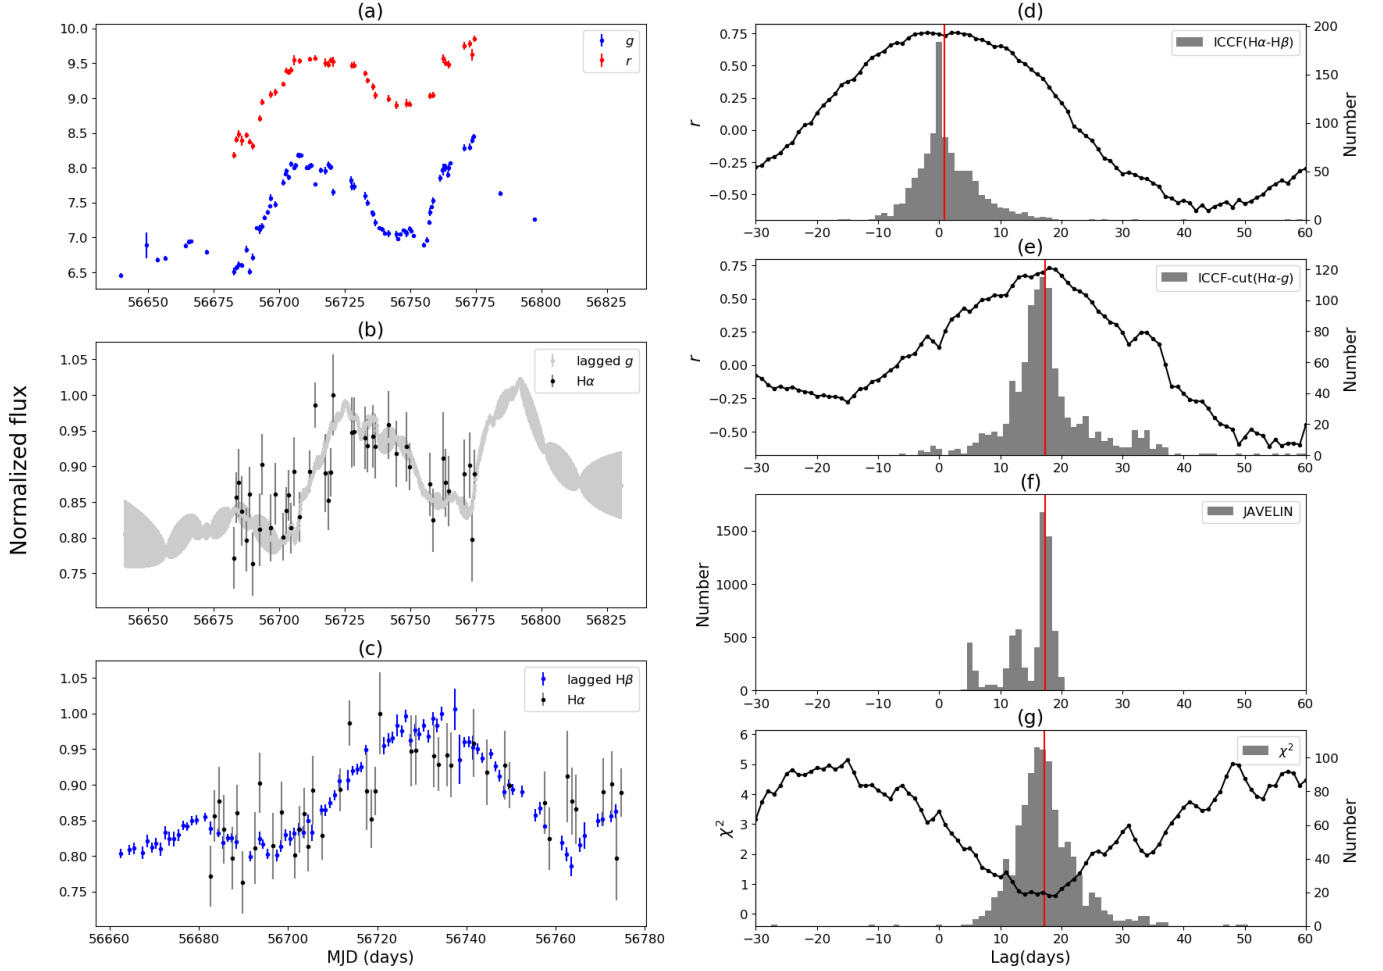 (a)
10.0
9.5
9.0
8.5
8.0
7.5
7.0
6.5
g
r
56650 56675 56700 56725 56750 56775 56800 56825
(b)
1.05
1.00
0.95
0.90
0.85
0.80
0.75
lagged g
Hα
56650 56675 56700 56725 56750 56775 56800 56825
Normalized flux
(c)
1.05
1.00
0.95
0.90
0.85
0.80
0.75
lagged Hβ
Hα
56660 56680 56700 56720 56740 56760 56780
MJD (days)
(d)
0.75
0.50
0.25
0.00
−0.25
−0.50
r
ICCF(Hα-Hβ)
200
150
100
50
0
Number
−30 −20 −10 0 10 20 30 40 50 60
(e)
0.75
0.50
0.25
0.00
−0.25
−0.50
r
ICCF-cut(Hα-g)
120
100
80
60
40
20
0
Number
−30 −20 −10 0 10 20 30 40 50 60
(f)
1500
1000
500
0
Number
JAVELIN
−30 −20 −10 0 10 20 30 40 50 60
(g)
6
5
4
3
2
1
0
χ²
χ²
100
80
60
40
20
0
Number
−30 −20 −10 0 10 20 30 40 50 60
Lag(days)